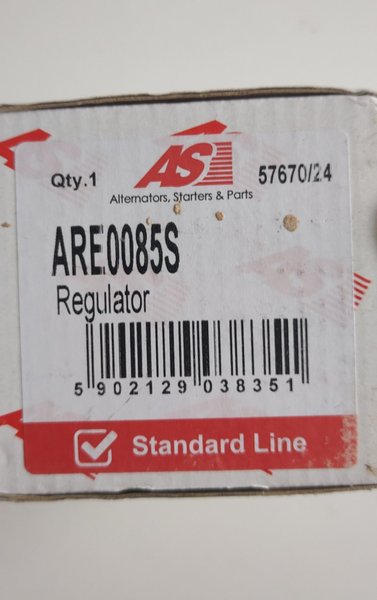 Qty.1
AS
57670/24
Alternators, Starters & Parts
ARE0085S
Regulator
5 902129 038351
Standard Line